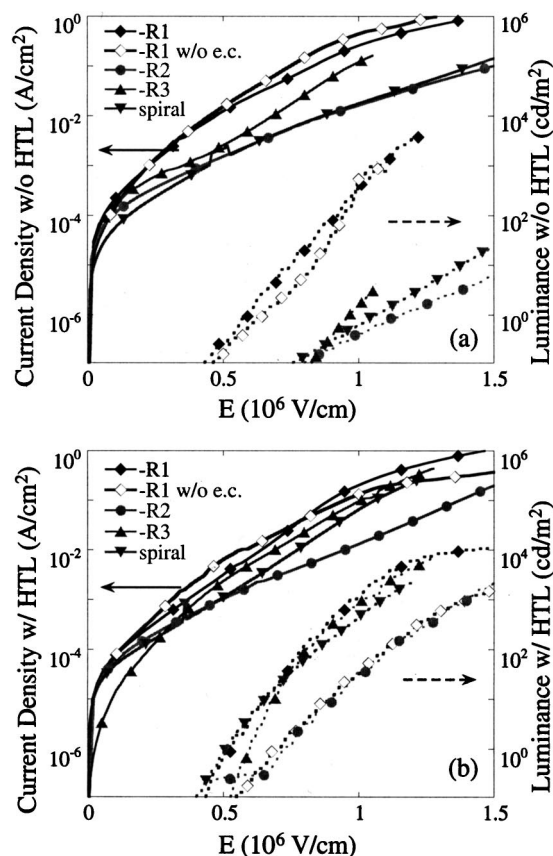 Current Density w/o HTL (A/cm²)
10⁰
10⁻²
10⁻⁴
10⁻⁶
-R1
-R1 w/o e.c.
-R2
-R3
spiral
(a)
10⁶
10⁴
10²
10⁰
Luminance w/o HTL (cd/m²)
0
0.5
1
1.5
E (10⁶ V/cm)
Current Density w/ HTL (A/cm²)
10⁰
10⁻²
10⁻⁴
10⁻⁶
-R1
-R1 w/o e.c.
-R2
-R3
spiral
(b)
10⁶
10⁴
10²
10⁰
Luminance w/ HTL (cd/m²)
0
0.5
1
1.5
E (10⁶ V/cm)